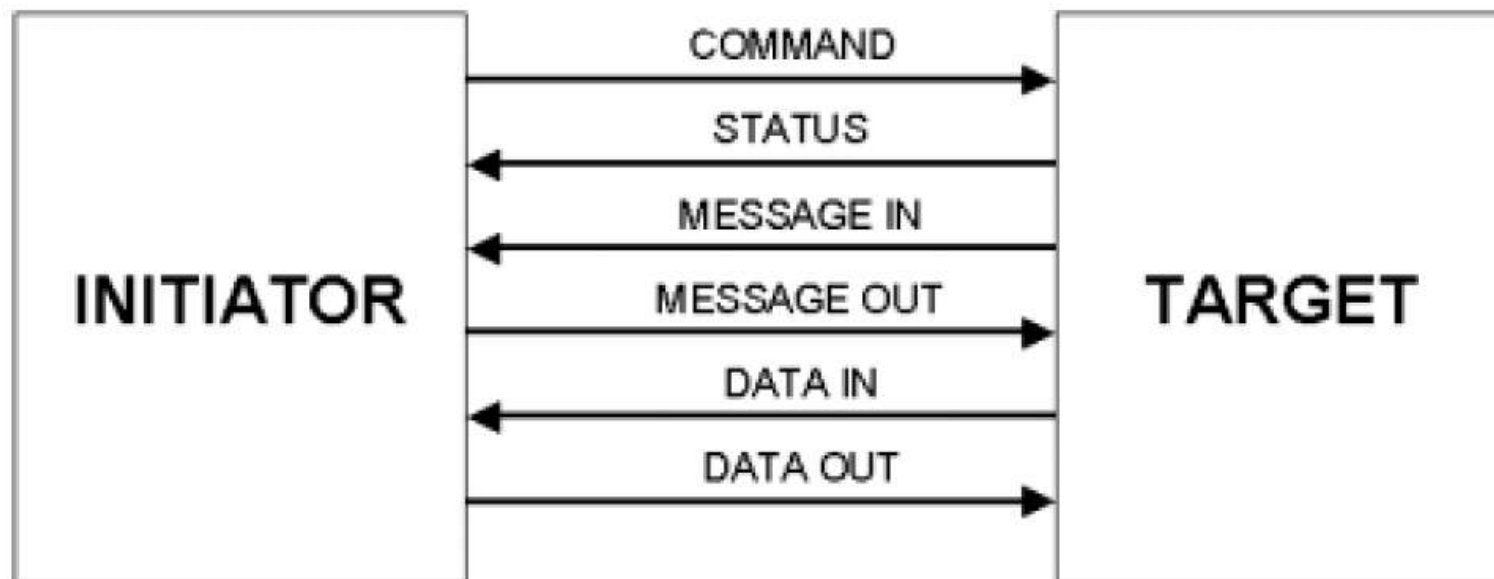 COMMAND
STATUS
MESSAGE IN
INITIATOR
MESSAGE OUT
TARGET
DATA IN
DATA OUT